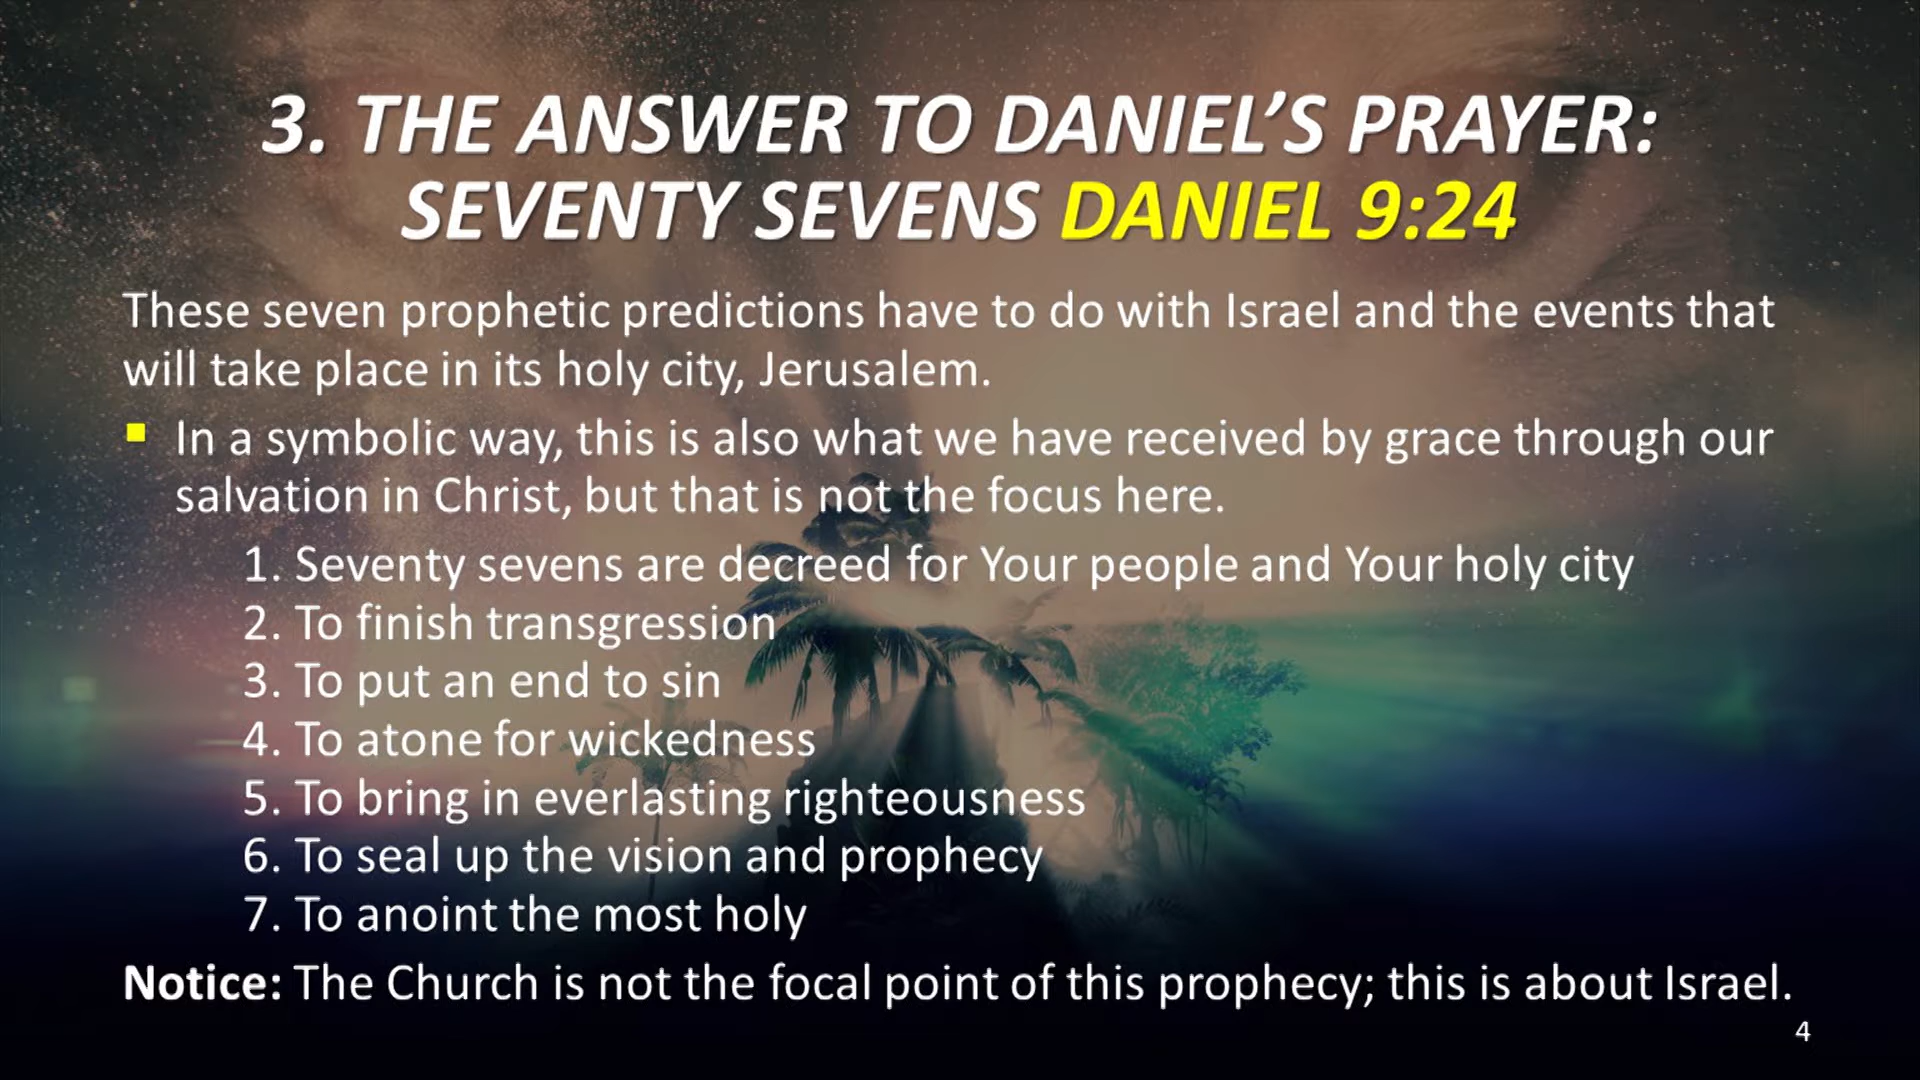 3. THE ANSWER TO DANIEL’S PRAYER:
SEVENTY SEVENS DANIEL 9:24
These seven prophetic predictions have to do with Israel and the events that
will take place in its holy city, Jerusalem.
▪ In a symbolic way, this is also what we have received by grace through our
salvation in Christ, but that is not the focus here.
1. Seventy sevens are decreed for Your people and Your holy city
2. To finish transgression
3. To put an end to sin
4. To atone for wickedness
5. To bring in everlasting righteousness
6. To seal up the vision and prophecy
7. To anoint the most holy
Notice: The Church is not the focal point of this prophecy; this is about Israel.
4